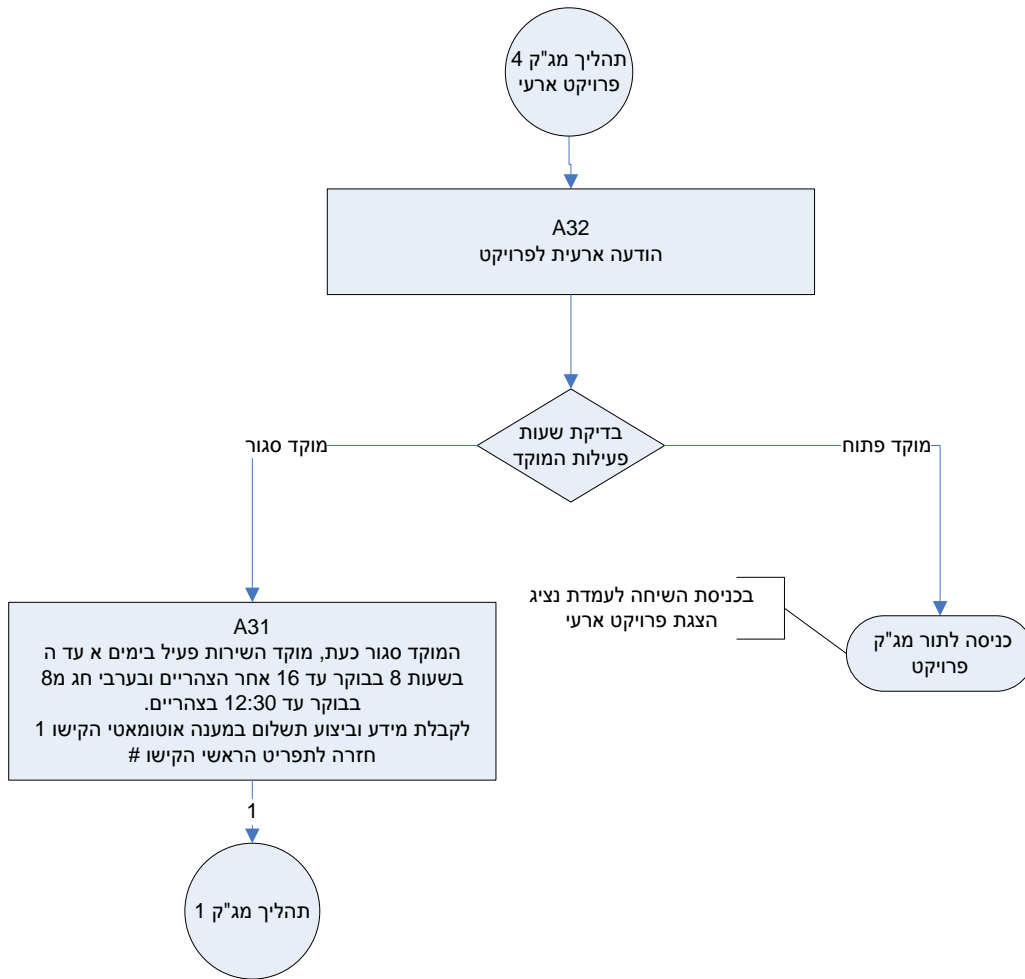 תהליך מג"ק 4
פרויקט ארעי
A32
הודעה ארעית לפרויקט
בדיקת שעות
פעילות המוקד
מוקד פתוח
מוקד סגור
בכניסת השיחה לעמדת נציג
הצגת פרויקט ארעי
כניסה לתור מג"ק
פרויקט
A31
המוקד סגור כעת, מוקד השירות פעיל בימים א עד ה
בשעות 8 בבוקר עד 16 אחר הצהריים ובערבי חג מ8
בבוקר עד 12:30 בצהריים.
לקבלת מידע וביצוע תשלום במענה אוטומאטי הקישו 1
חזרה לתפריט הראשי הקישו #
1
תהליך מג"ק 1